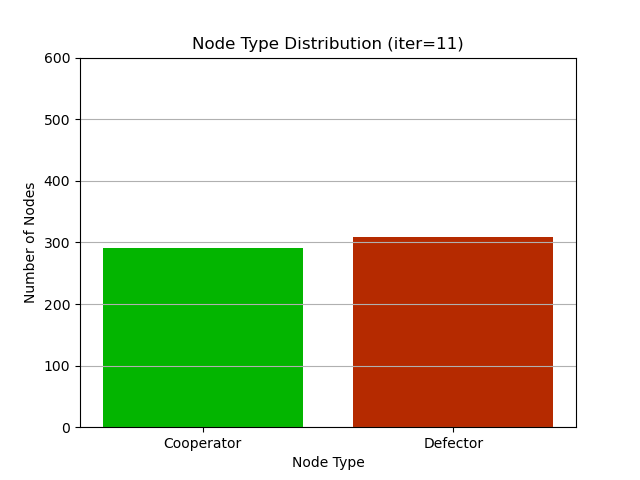 Node Type Distribution (iter=11)
600
500
400
300
200
100
0
Number of Nodes
Cooperator
Defector
Node Type